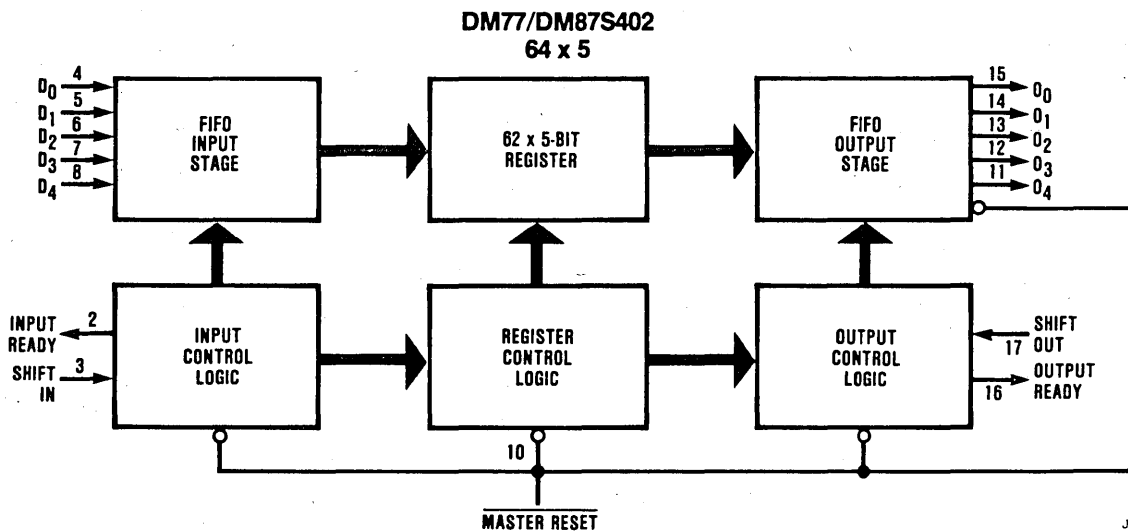 DM77/DM87S402
64 x 5
D0 4
D1 5
D2 6
D3 7
D4 8
FIFO
INPUT
STAGE
62 x 5-BIT
REGISTER
FIFO
OUTPUT
STAGE
15 O0
14 O1
13 O2
12 O3
11 O4
INPUT
READY
2
SHIFT
IN
3
INPUT
CONTROL
LOGIC
REGISTER
CONTROL
LOGIC
OUTPUT
CONTROL
LOGIC
SHIFT
OUT
17
OUTPUT
READY
16
10
MASTER RESET